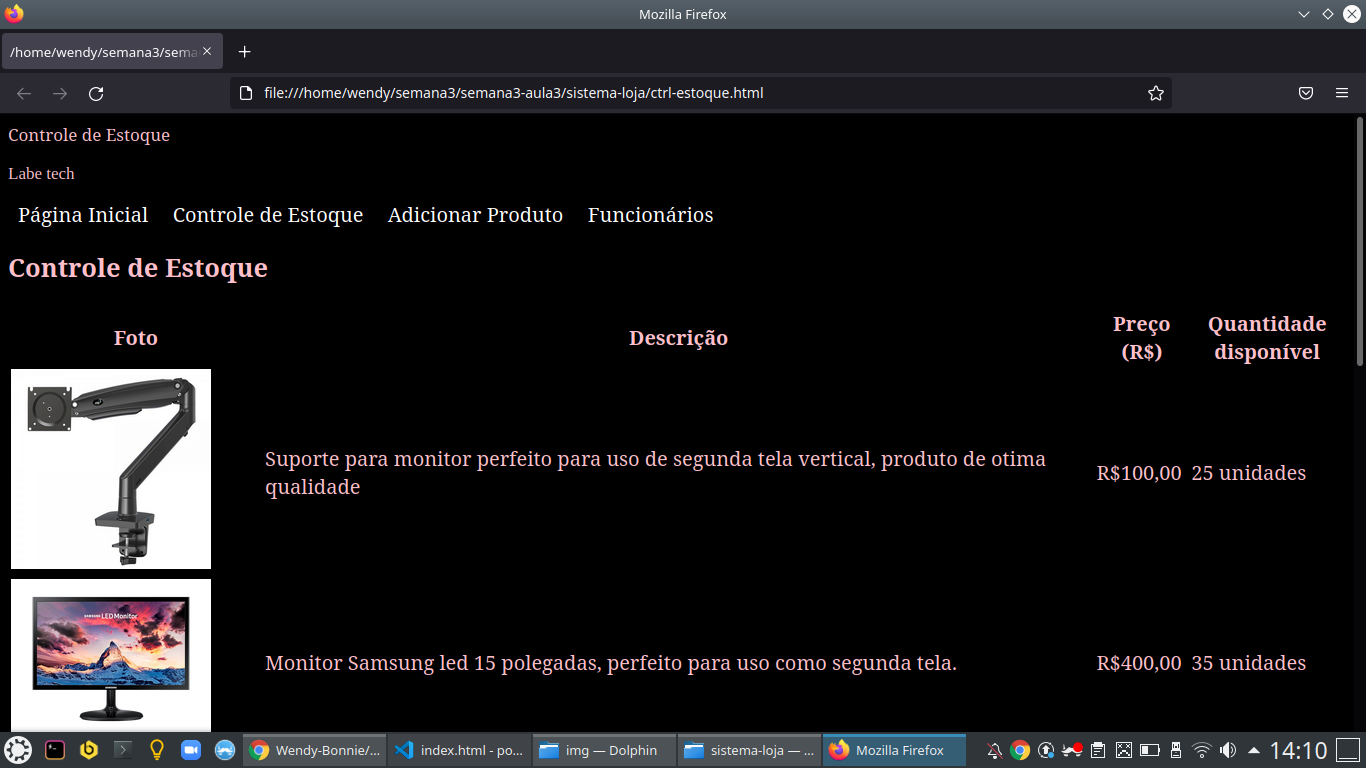 Mozilla Firefox
/home/wendy/semana3/sema
file:///home/wendy/semana3/semana3-aula3/sistema-loja/ctrl-estoque.html
Controle de Estoque
Labe tech
Página Inicial Controle de Estoque Adicionar Produto Funcionários
Controle de Estoque
Foto Descrição Preço (R$) Quantidade disponível
Suporte para monitor perfeito para uso de segunda tela vertical, produto de otima
qualidade
R$100,00 25 unidades
SAMSUNG LED Monitor
Monitor Samsung led 15 polegadas, perfeito para uso como segunda tela. R$400,00 35 unidades
Wendy-Bonnie/... index.html - po... img — Dolphin sistema-loja — ... Mozilla Firefox 14:10